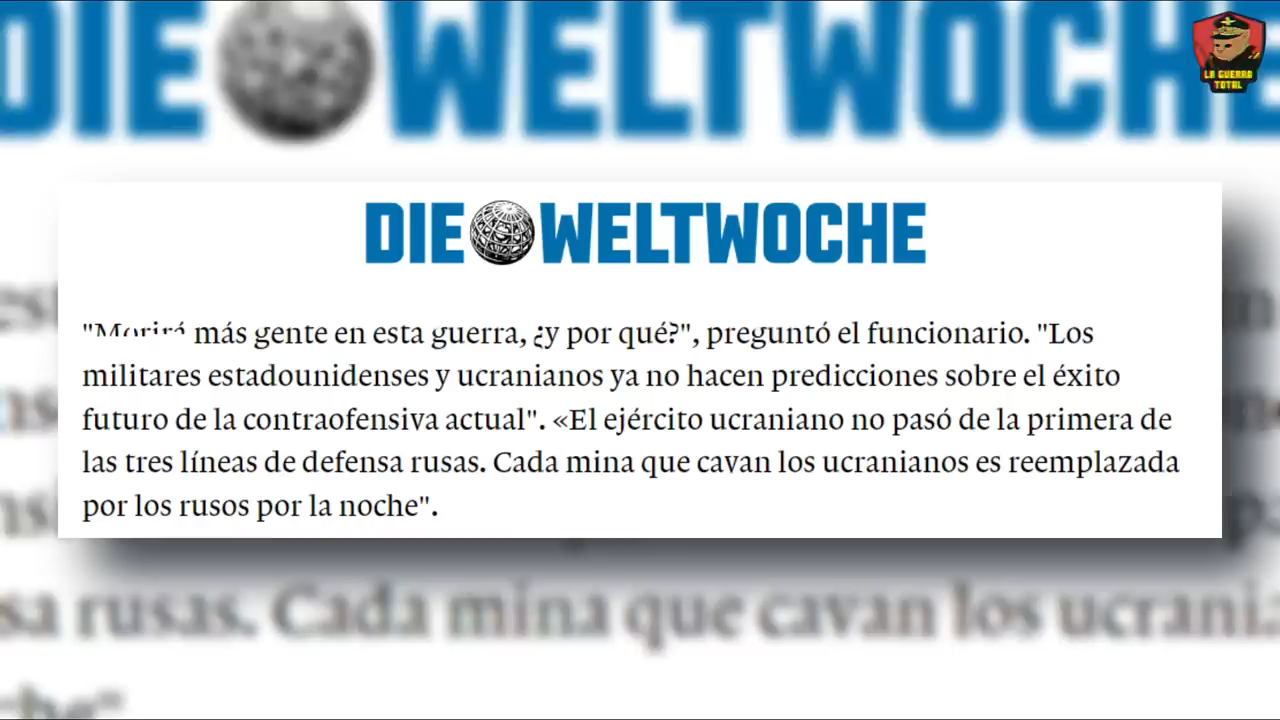 DIE WELTWOCHE
LA GUERRA
TOTAL
DIE WELTWOCHE
"Morirá más gente en esta guerra, ¿y por qué?", preguntó el funcionario. "Los
militares estadounidenses y ucranianos ya no hacen predicciones sobre el éxito
futuro de la contraofensiva actual". «El ejército ucraniano no pasó de la primera de
las tres líneas de defensa rusas. Cada mina que cavan los ucranianos es reemplazada
por los rusos por la noche".
sa rusas. Cada mina que cavan los ucrania